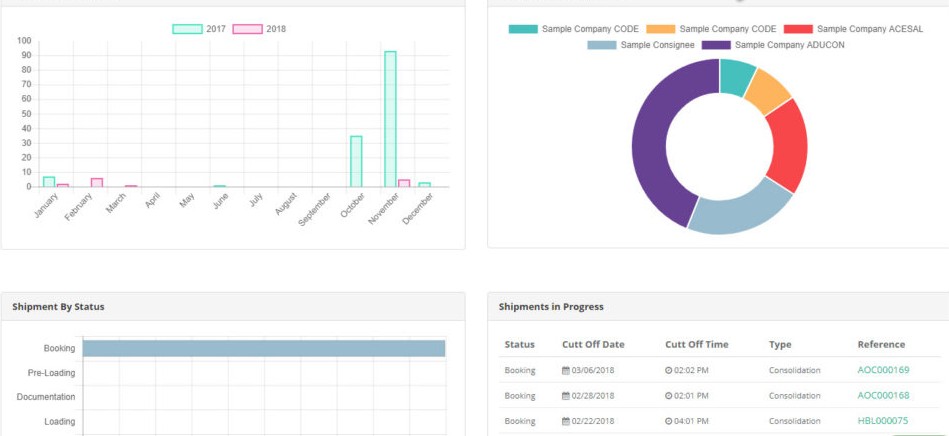 2017 2018
100
90
80
70
60
50
40
30
20
10
0
January February March April May June July August September October November December
Sample Company CODE Sample Company CODE Sample Company ACESAL
Sample Consignee Sample Company ADUCON
Shipment By Status
Booking
Pre-Loading
Documentation
Loading
Shipments in Progress
Status Cutt Off Date Cutt Off Time Type Reference
Booking 03/06/2018 02:02 PM Consolidation AOC000169
Booking 02/28/2018 02:01 PM Consolidation AOC000168
Booking 02/22/2018 04:01 PM Consolidation HBL000075